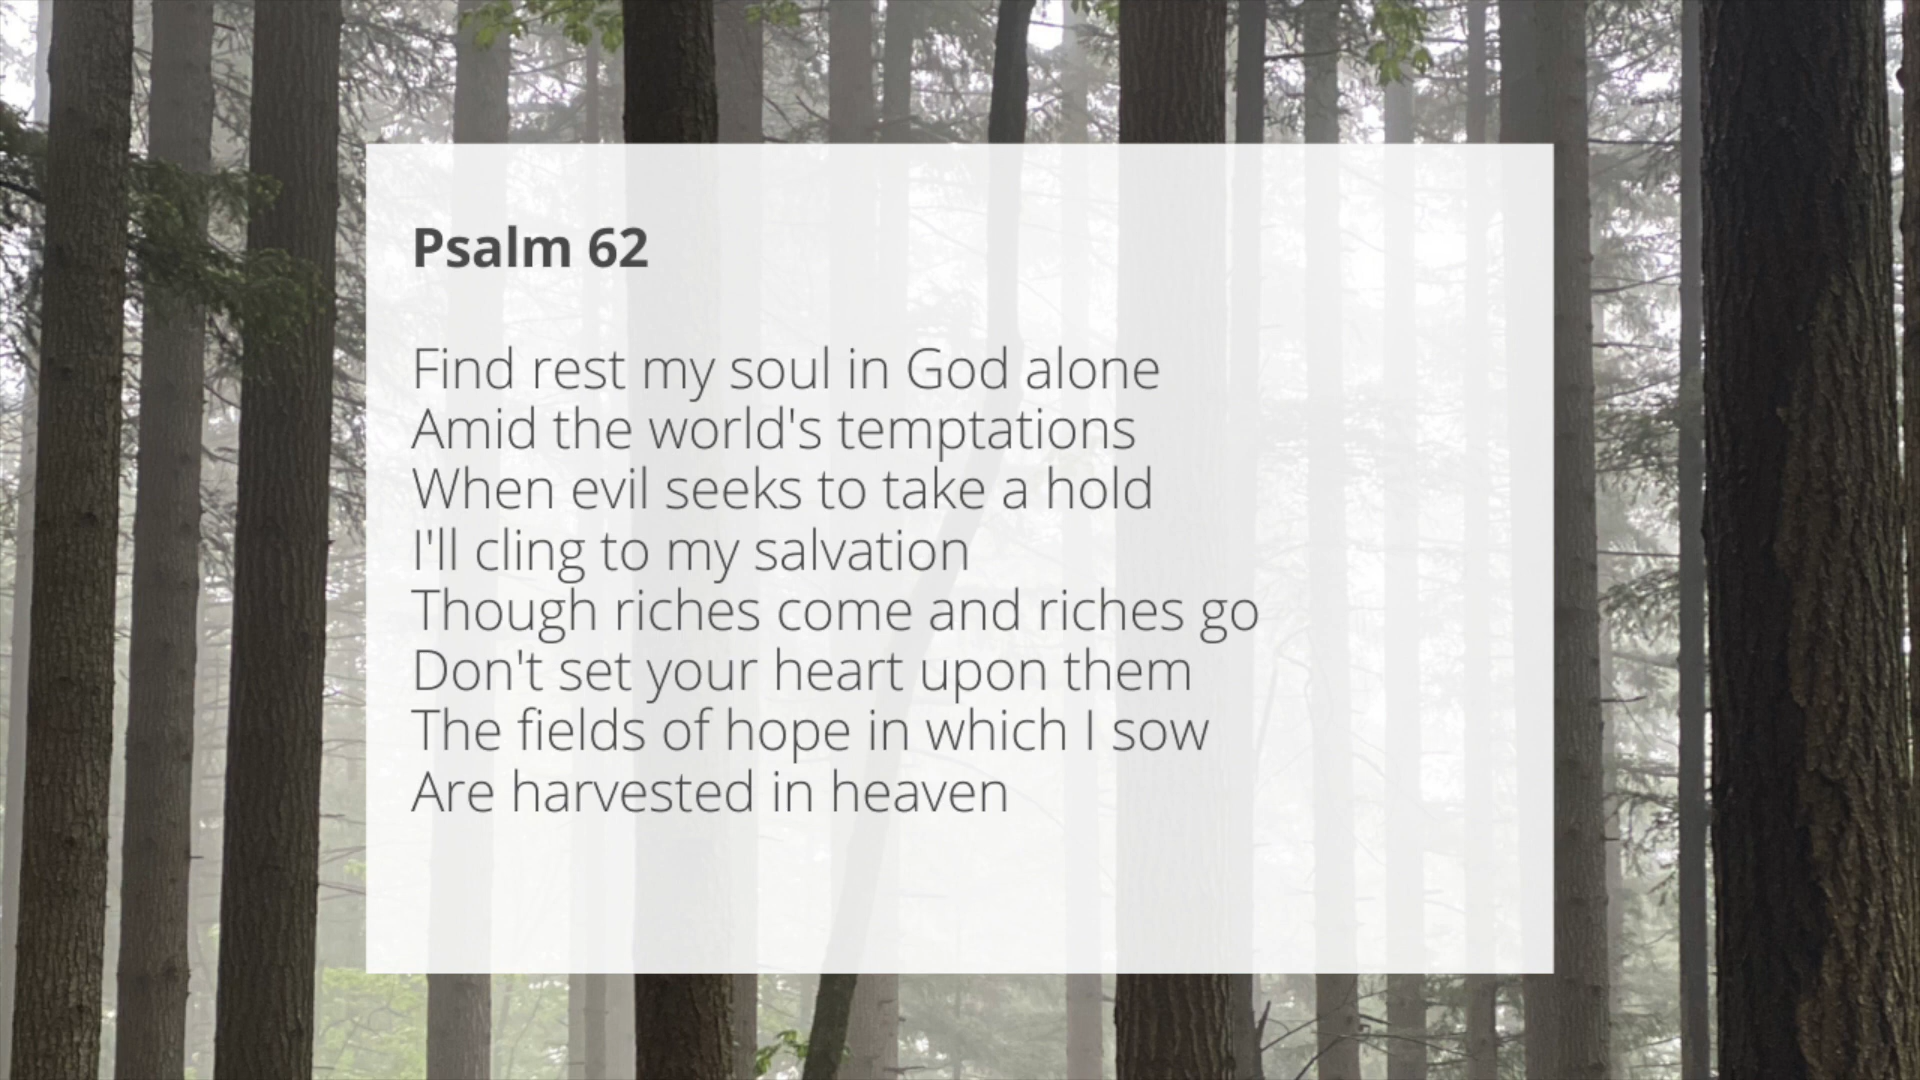 Psalm 62
Find rest my soul in God alone
Amid the world's temptations
When evil seeks to take a hold
I'll cling to my salvation
Though riches come and riches go
Don't set your heart upon them
The fields of hope in which I sow
Are harvested in heaven